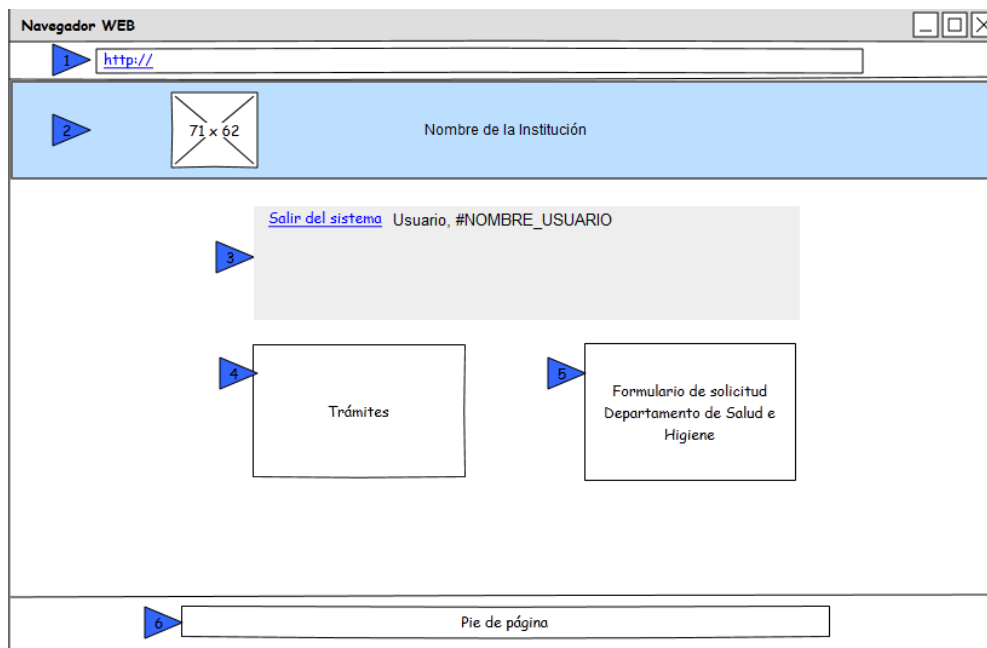 Navegador WEB
1
http://
2
71 x 62
Nombre de la Institución
Salir del sistema Usuario, #NOMBRE_USUARIO
3
4
Trámites
5
Formulario de solicitud
Departamento de Salud e
Higiene
6
Pie de página